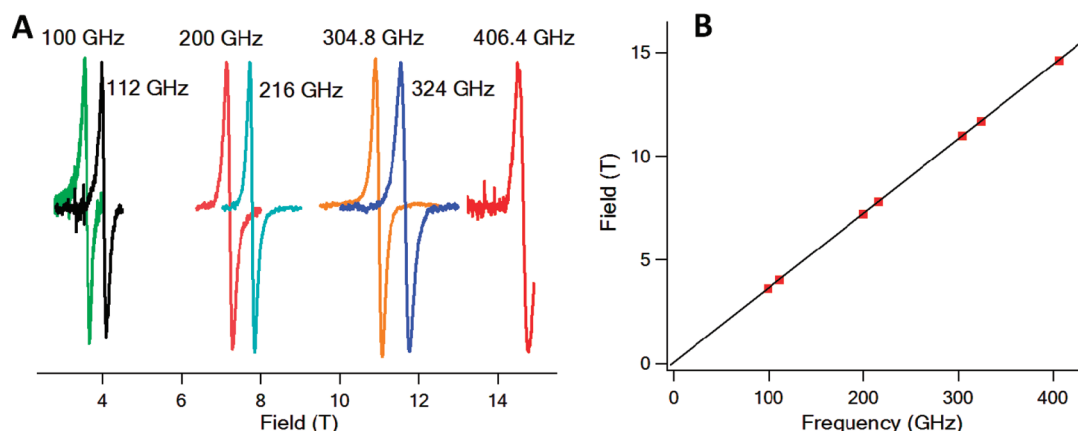 A
100 GHz
200 GHz
304.8 GHz
406.4 GHz
112 GHz
216 GHz
324 GHz
4
6
8
10
12
14
Field (T)
B
15
10
5
0
Field (T)
0
100
200
300
400
Frequency (GHz)